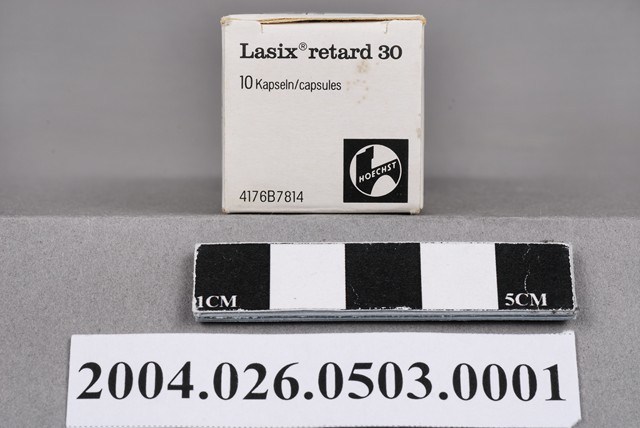 Lasix® retard 30
10 Kapseln/capsules
HOECHST
4176B7814
1CM 5CM
2004.026.0503.0001